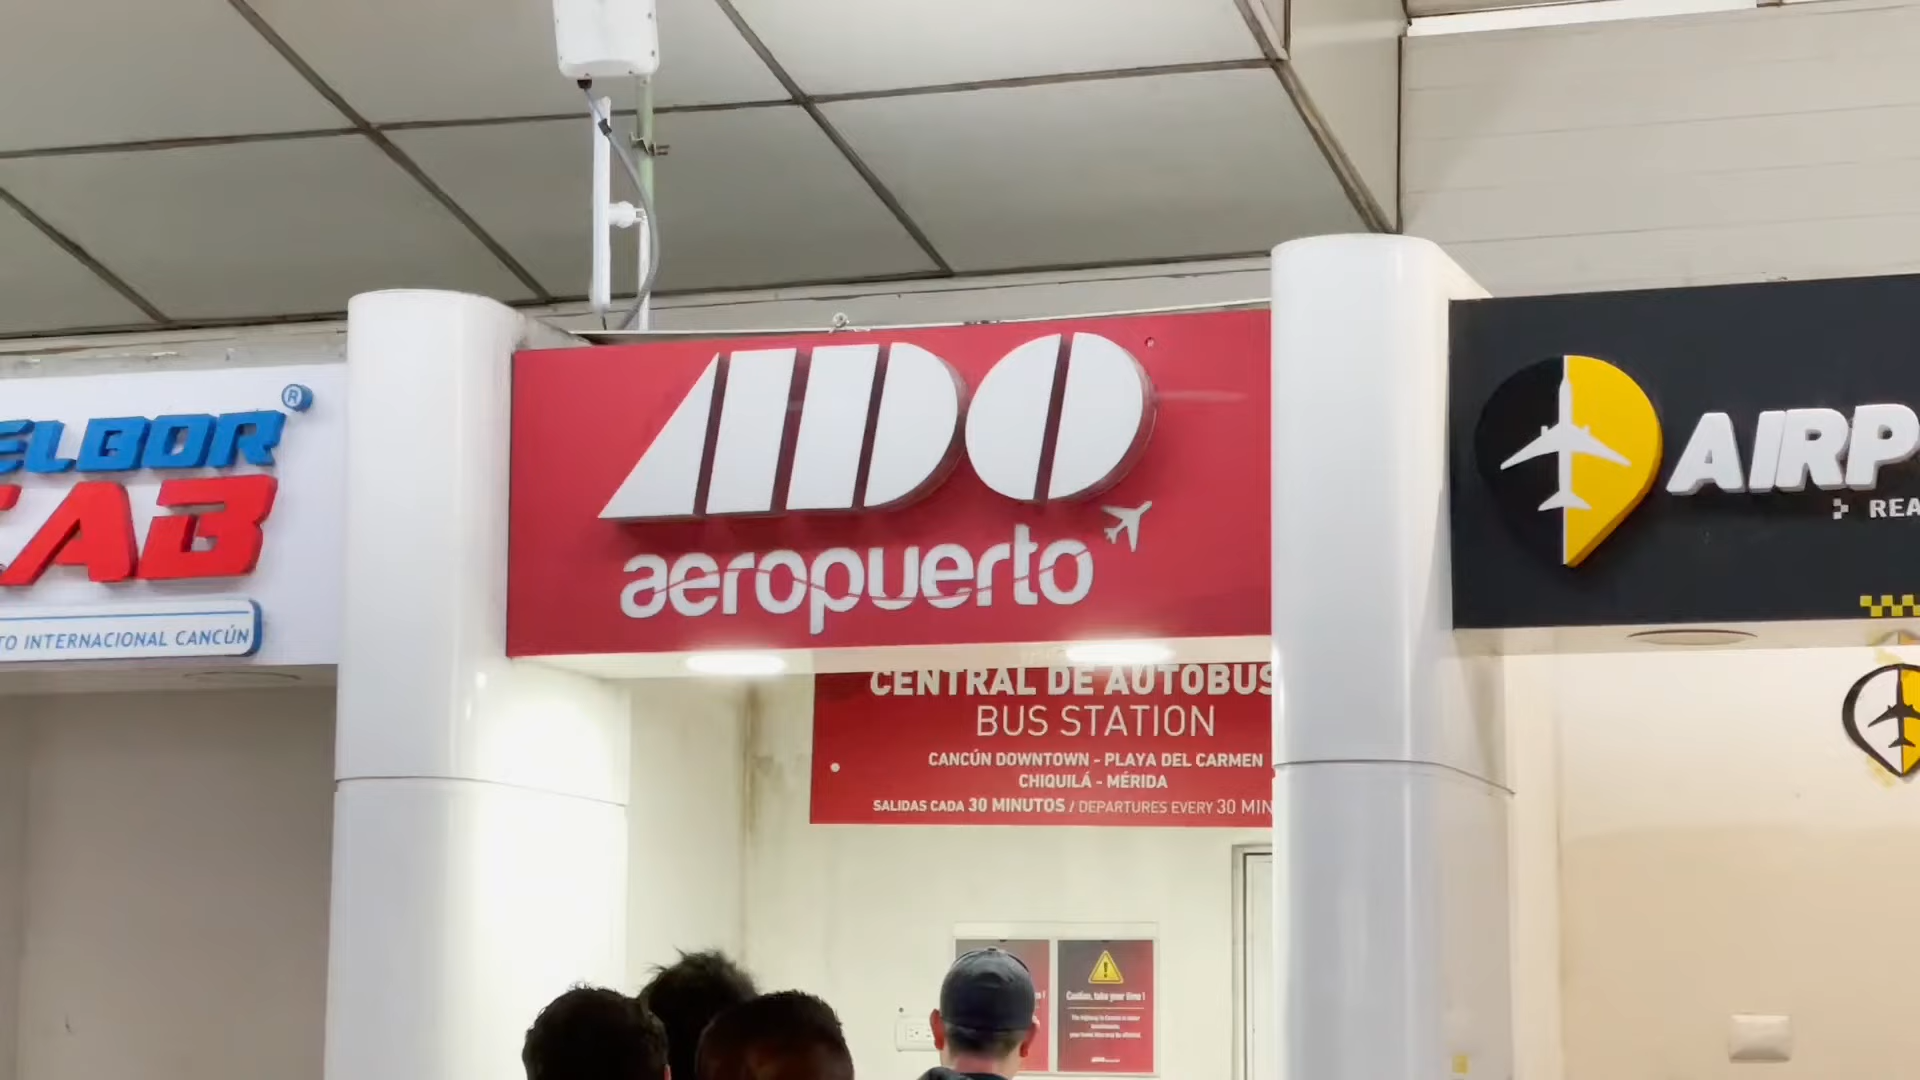 ELBOR®
CAB
TO INTERNACIONAL CANCÚN
ADO
aeropuerto
CENTRAL DE AUTOBUS
BUS STATION
CANCÚN DOWNTOWN - PLAYA DEL CARMEN
CHIQUILÁ - MÉRIDA
SALIDAS CADA 30 MINUTOS / DEPARTURES EVERY 30 MIN
AIRP
REA
Caution, take your time !
ADO